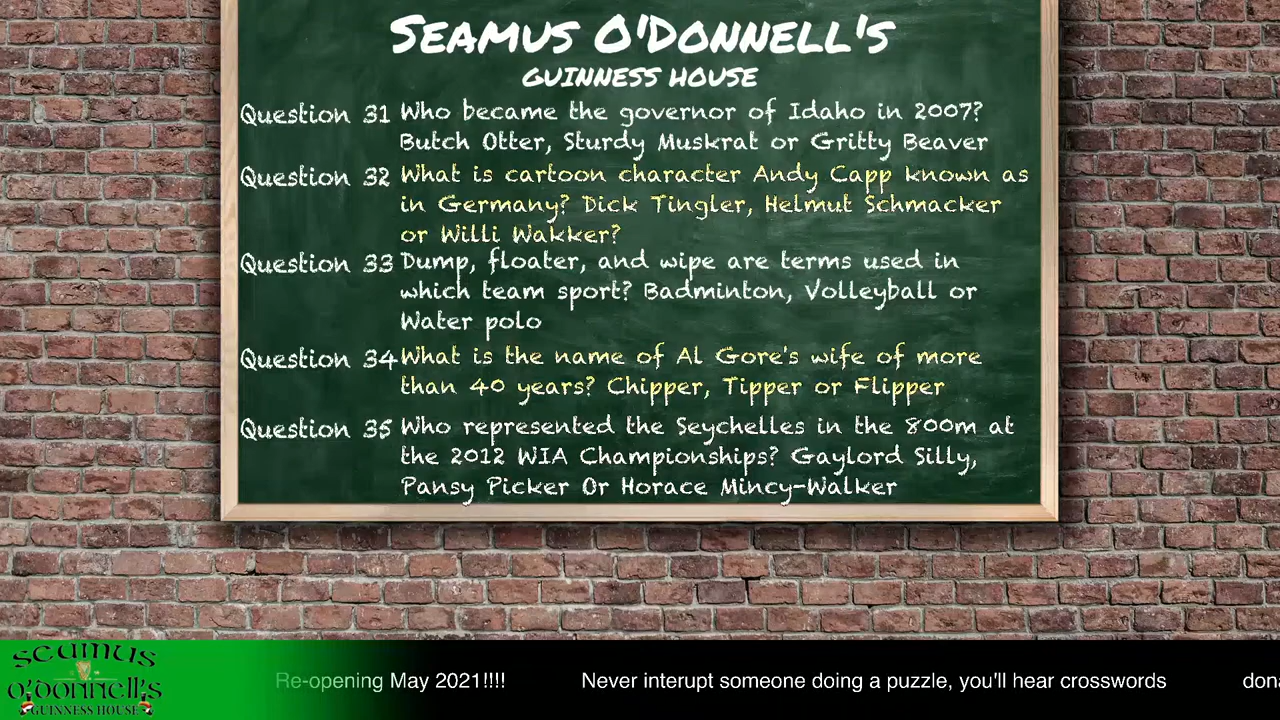 SEAMUS O'DONNELL'S
GUINNESS HOUSE
Question 31 Who became the governor of Idaho in 2007?
Butch Otter, Sturdy Muskrat or Gritty Beaver
Question 32 What is cartoon character Andy Capp known as
in Germany? Dick Tingler, Helmut Schmacker
or Willi Wakker?
Question 33 Dump, floater, and wipe are terms used in
which team sport? Badminton, Volleyball or
Water polo
Question 34 What is the name of Al Gore's wife of more
than 40 years? Chipper, Tipper or Flipper
Question 35 Who represented the Seychelles in the 800m at
the 2012 WIA Championships? Gaylord Silly,
Pansy Picker Or Horace Mincy-Walker
seamus
o'donnell's
GUINNESS HOUSE
Re-opening May 2021!!!! Never interupt someone doing a puzzle, you'll hear crosswords dona